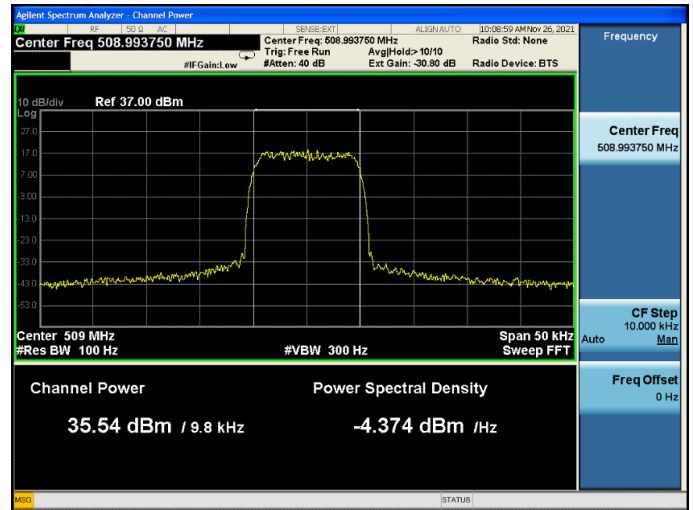 Agilent Spectrum Analyzer - Channel Power
LXI RF 50 Ω AC SENSE:EXT ALIGNAUTO 10:08:59 AMNov 26, 2021
Center Freq 508.993750 MHz
Center Freq: 508.993750 MHz Radio Std: None
Trig: Free Run Avg|Hold:> 10/10
#IFGain:Low #Atten: 40 dB Ext Gain: -30.80 dB Radio Device: BTS
Frequency
10 dB/div Ref 37.00 dBm
Log
27.0
17.0
7.00
-3.00
-13.0
-23.0
-33.0
-43.0
-53.0
Center 509 MHz Span 50 kHz
#Res BW 100 Hz #VBW 300 Hz Sweep FFT
Channel Power Power Spectral Density
35.54 dBm / 9.8 kHz -4.374 dBm /Hz
Center Freq
508.993750 MHz
CF Step
10.000 kHz
Auto Man
Freq Offset
0 Hz
MSG STATUS